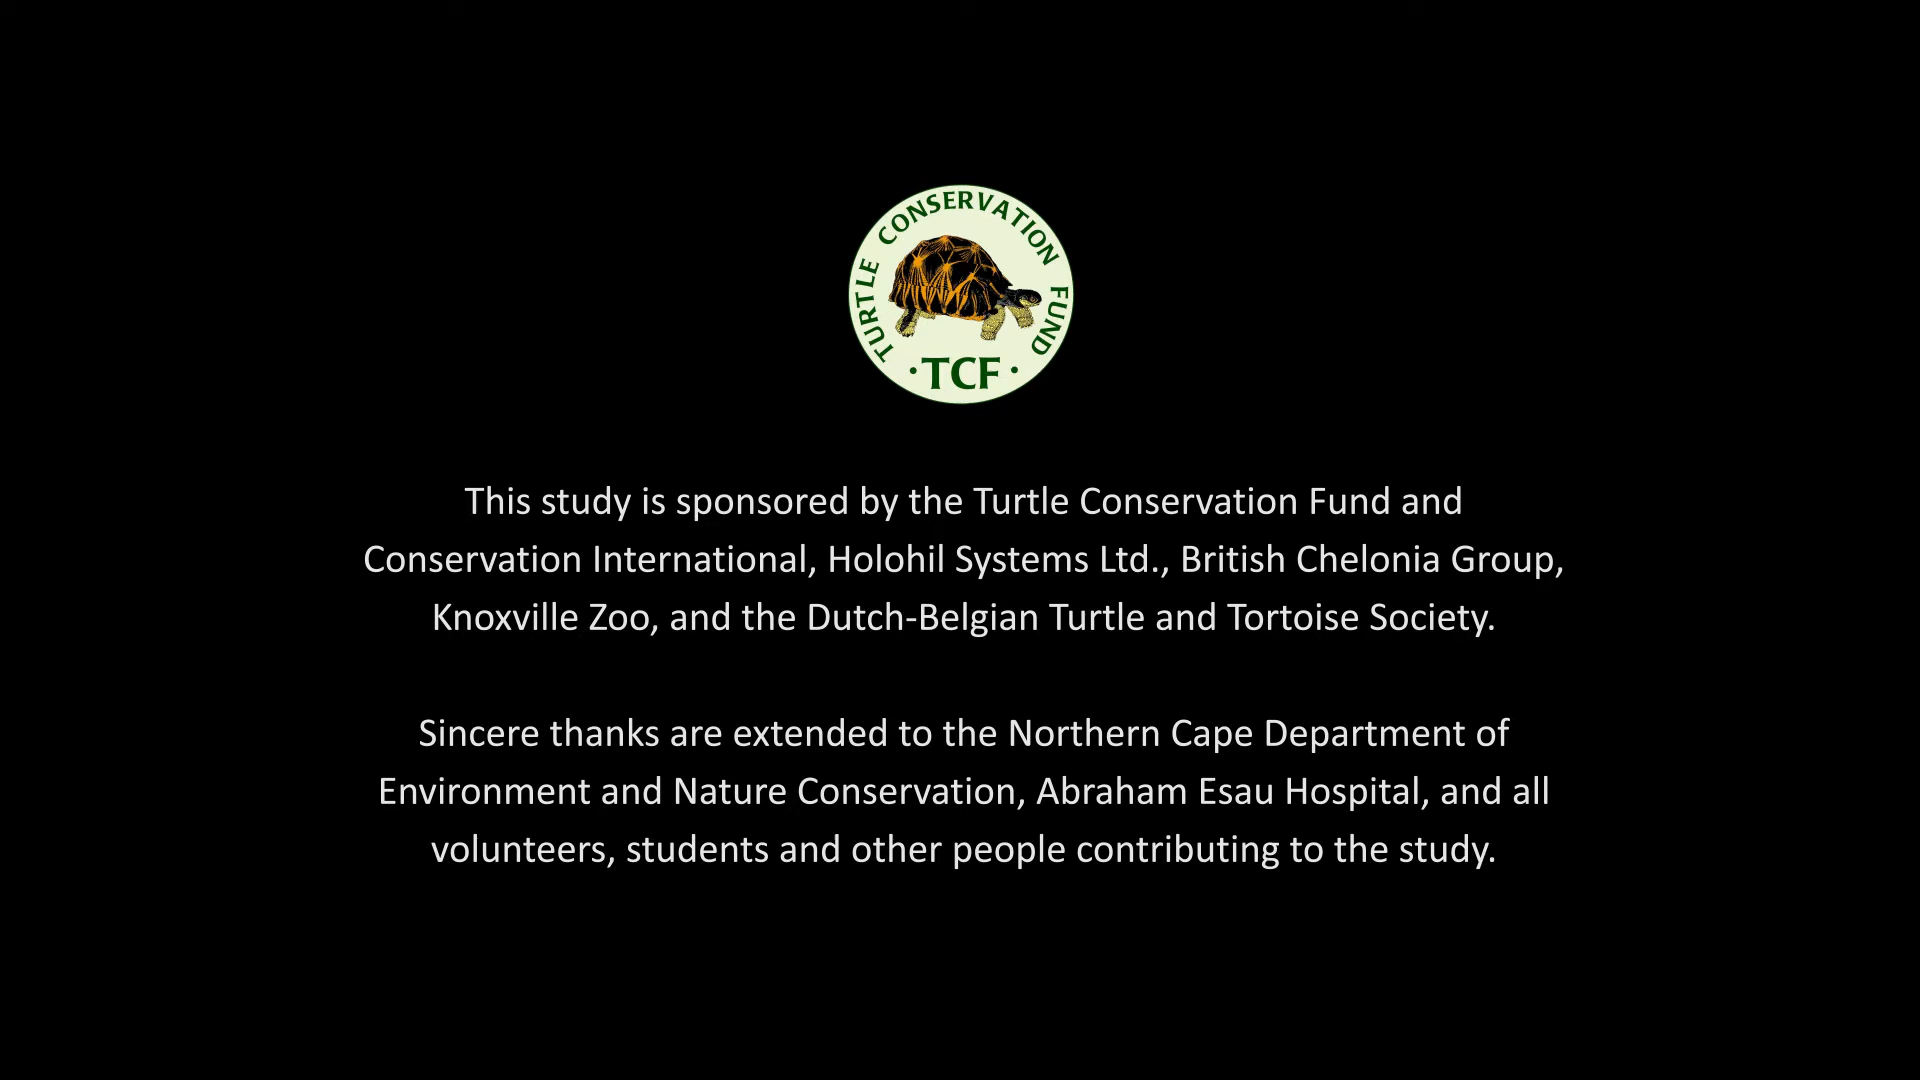 TURTLE CONSERVATION FUND
·TCF·
This study is sponsored by the Turtle Conservation Fund and
Conservation International, Holohil Systems Ltd., British Chelonia Group,
Knoxville Zoo, and the Dutch-Belgian Turtle and Tortoise Society.
Sincere thanks are extended to the Northern Cape Department of
Environment and Nature Conservation, Abraham Esau Hospital, and all
volunteers, students and other people contributing to the study.